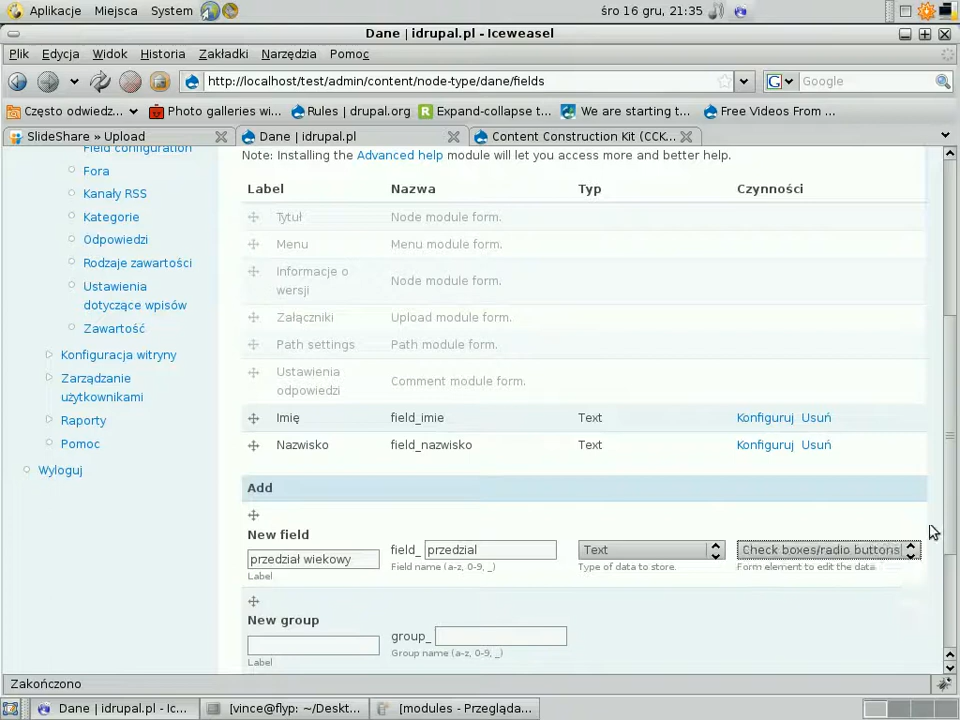 Aplikacje Miejsca System śro 16 gru, 21:35
Dane | idrupal.pl - Iceweasel
Plik Edycja Widok Historia Zakładki Narzędzia Pomoc
http://localhost/test/admin/content/node-type/dane/fields Google
Często odwiedz... Photo galleries wi... Rules | drupal.org Expand-collapse t... We are starting t... Free Videos From ...
SlideShare » Upload Dane | idrupal.pl Content Construction Kit (CCK...
Field configuration
Fora
Kanały RSS
Kategorie
Odpowiedzi
Rodzaje zawartości
Ustawienia
dotyczące wpisów
Zawartość
Konfiguracja witryny
Zarządzanie
użytkownikami
Raporty
Pomoc
Wyloguj
Note: Installing the Advanced help module will let you access more and better help.
Label Nazwa Typ Czynności
Tytuł Node module form.
Menu Menu module form.
Informacje o
wersji Node module form.
Załączniki Upload module form.
Path settings Path module form.
Ustawienia
odpowiedzi Comment module form.
Imię field_imie Text Konfiguruj Usuń
Nazwisko field_nazwisko Text Konfiguruj Usuń
Add
New field
przedział wiekowy field_ przedzial Text Check boxes/radio buttons
Label Field name (a-z, 0-9, _) Type of data to store. Form element to edit the data.
New group
group_
Label Group name (a-z, 0-9, _)
Zakończono
Dane | idrupal.pl - Ic... [vince@flyp: ~/Deskt... [modules - Przegląda...